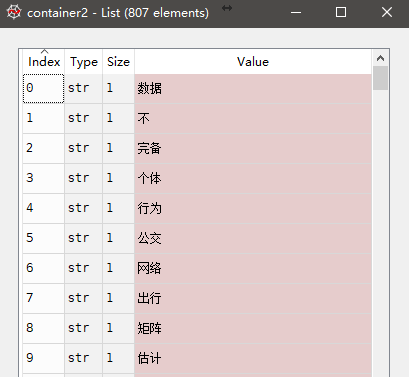 container2 - List (807 elements)
Index Type Size Value
0 str 1 数据
1 str 1 不
2 str 1 完备
3 str 1 个体
4 str 1 行为
5 str 1 公交
6 str 1 网络
7 str 1 出行
8 str 1 矩阵
9 str 1 估计